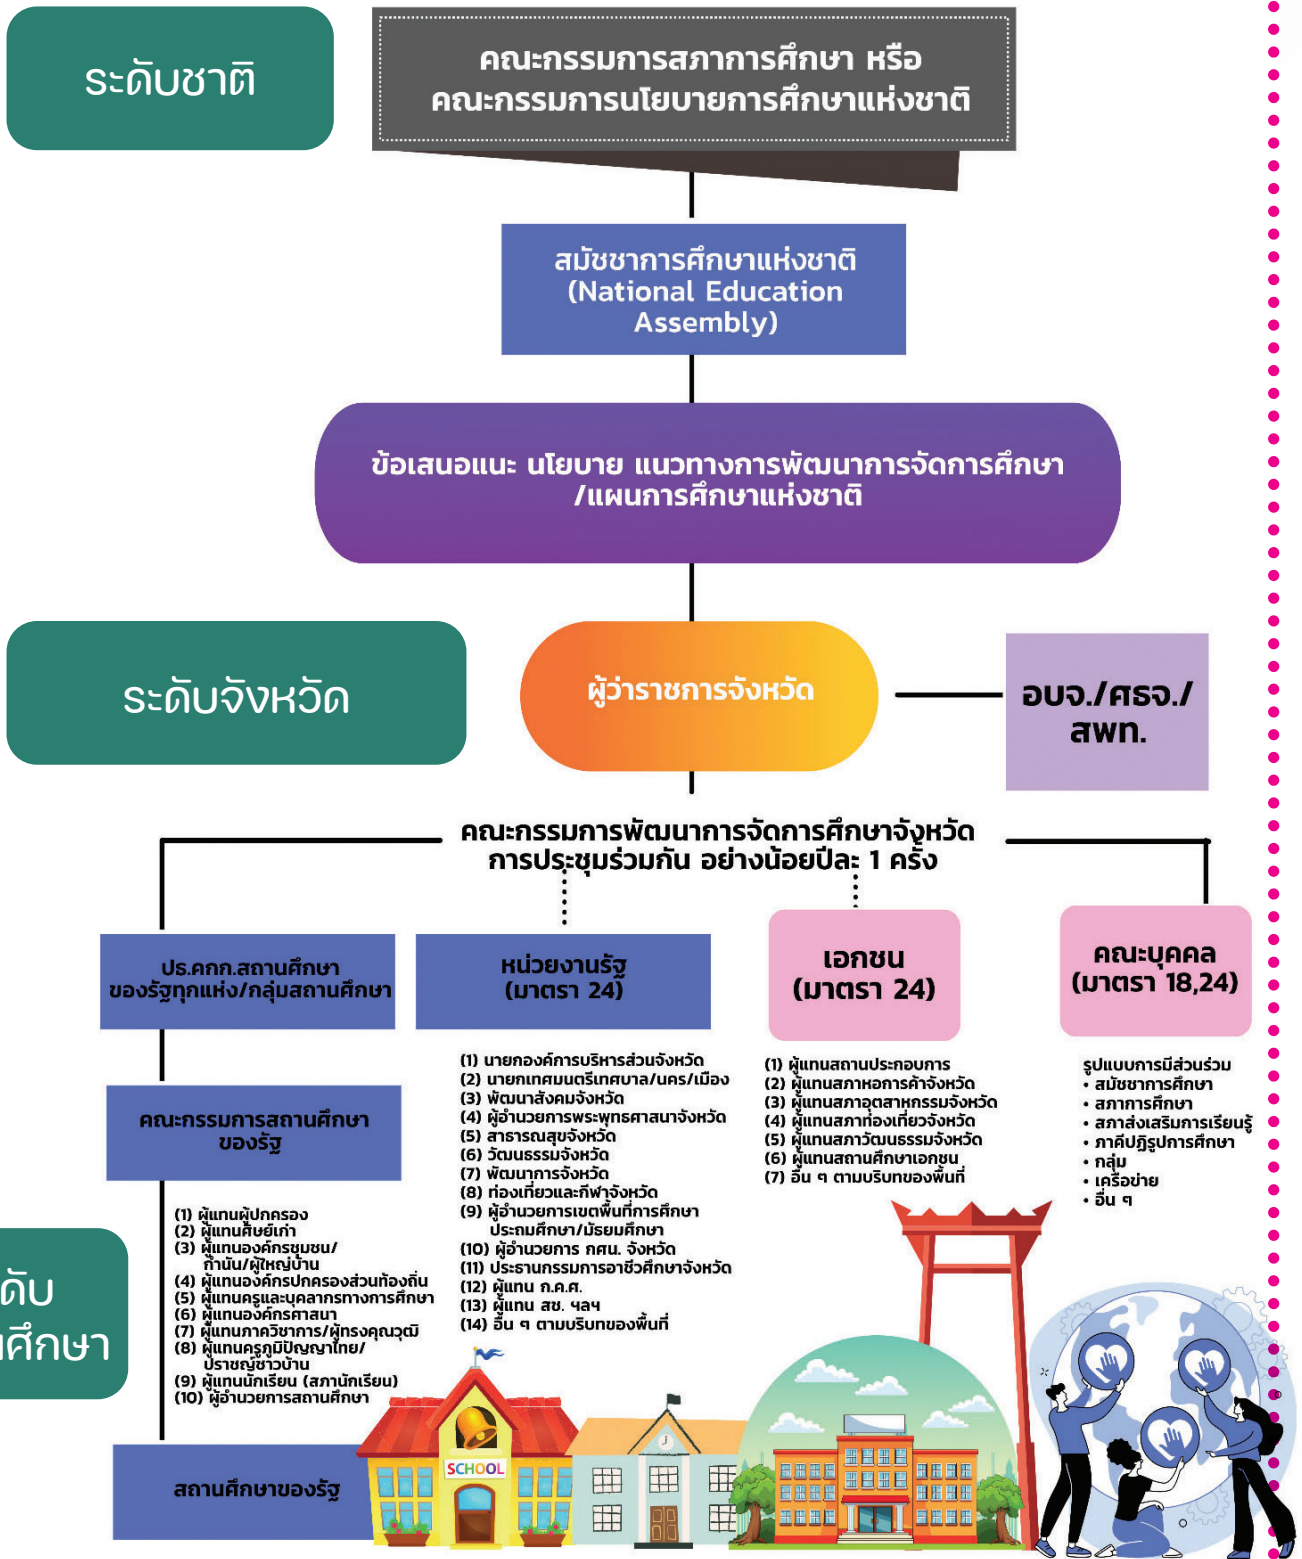 ระดับชาติ
คณะกรรมการสภาการศึกษา หรือ
คณะกรรมการนโยบายการศึกษาแห่งชาติ
สมัชชาการศึกษาแห่งชาติ
(National Education
Assembly)
ข้อเสนอแนะ นโยบาย แนวทางการพัฒนาการจัดการศึกษา
/แผนการศึกษาแห่งชาติ
ระดับจังหวัด
ผู้ว่าราชการจังหวัด
อบจ./ศธจ./
สพท.
คณะกรรมการพัฒนาการจัดการศึกษาจังหวัด
การประชุมร่วมกัน อย่างน้อยปีละ 1 ครั้ง
ปธ.คกก.สถานศึกษา
ของรัฐทุกแห่ง/กลุ่มสถานศึกษา
คณะกรรมการสถานศึกษา
ของรัฐ
(1) ผู้แทนผู้ปกครอง
(2) ผู้แทนศิษย์เก่า
(3) ผู้แทนองค์กรชุมชน/
กำนัน/ผู้ใหญ่บ้าน
(4) ผู้แทนองค์กรปกครองส่วนท้องถิ่น
(5) ผู้แทนครูและบุคลากรทางการศึกษา
(6) ผู้แทนองค์กรศาสนา
(7) ผู้แทนภาควิชาการ/ผู้ทรงคุณวุฒิ
(8) ผู้แทนครูภูมิปัญญาไทย/
ปราชญ์ชาวบ้าน
(9) ผู้แทนนักเรียน (สภานักเรียน)
(10) ผู้อำนวยการสถานศึกษา
หน่วยงานรัฐ
(มาตรา 24)
(1) นายกองค์การบริหารส่วนจังหวัด
(2) นายกเทศมนตรีเทศบาล/นคร/เมือง
(3) พัฒนาสังคมจังหวัด
(4) ผู้อำนวยการพระพุทธศาสนาจังหวัด
(5) สาธารณสุขจังหวัด
(6) วัฒนธรรมจังหวัด
(7) พัฒนาการจังหวัด
(8) ท่องเที่ยวและกีฬาจังหวัด
(9) ผู้อำนวยการเขตพื้นที่การศึกษา
ประถมศึกษา/มัธยมศึกษา
(10) ผู้อำนวยการ กศน. จังหวัด
(11) ประธานกรรมการอาชีวศึกษาจังหวัด
(12) ผู้แทน ก.ค.ศ.
(13) ผู้แทน สช. ฯลฯ
(14) อื่น ๆ ตามบริบทของพื้นที่
เอกชน
(มาตรา 24)
(1) ผู้แทนสถานประกอบการ
(2) ผู้แทนสภาหอการค้าจังหวัด
(3) ผู้แทนสภาอุตสาหกรรมจังหวัด
(4) ผู้แทนสภาท่องเที่ยวจังหวัด
(5) ผู้แทนสภาวัฒนธรรมจังหวัด
(6) ผู้แทนสถานศึกษาเอกชน
(7) อื่น ๆ ตามบริบทของพื้นที่
คณะบุคคล
(มาตรา 18,24)
รูปแบบการมีส่วนร่วม
• สมัชชาการศึกษา
• สภาการศึกษา
• สภาส่งเสริมการเรียนรู้
• ภาคีปฏิรูปการศึกษา
• กลุ่ม
• เครือข่าย
• อื่น ๆ
ดับ
ศึกษา
SCHOOL
สถานศึกษาของรัฐ